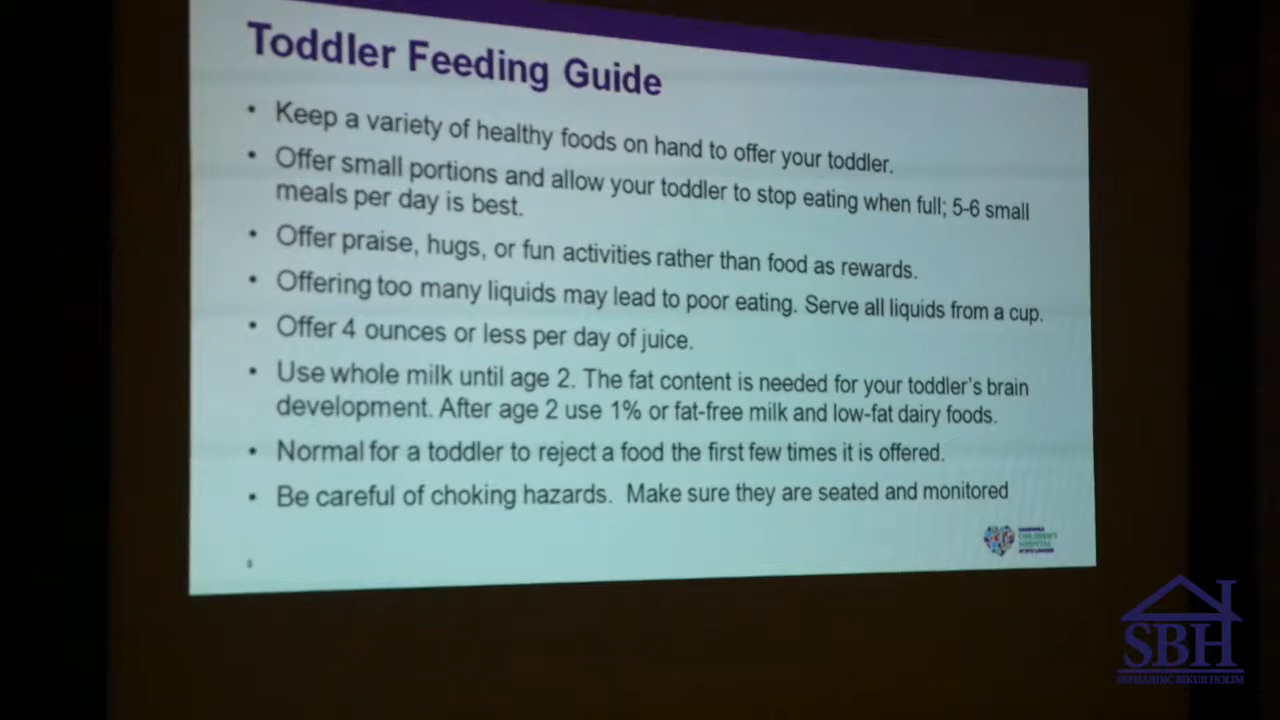 Toddler Feeding Guide
• Keep a variety of healthy foods on hand to offer your toddler.
• Offer small portions and allow your toddler to stop eating when full; 5-6 small
meals per day is best.
• Offer praise, hugs, or fun activities rather than food as rewards.
• Offering too many liquids may lead to poor eating. Serve all liquids from a cup.
• Offer 4 ounces or less per day of juice.
• Use whole milk until age 2. The fat content is needed for your toddler's brain
development. After age 2 use 1% or fat-free milk and low-fat dairy foods.
• Normal for a toddler to reject a food the first few times it is offered.
• Be careful of choking hazards. Make sure they are seated and monitored
CHILDREN'S
HOSPITAL
SBH
SEPHARDIC BIKUR HOLIM